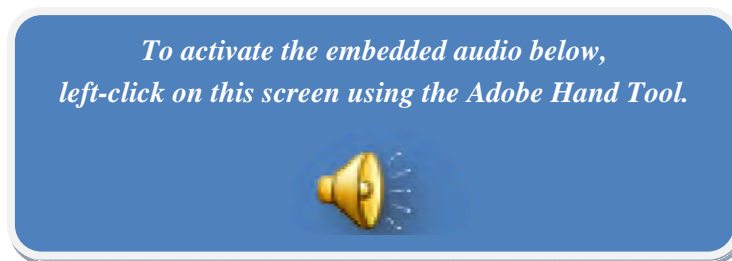 To activate the embedded audio below,
left-click on this screen using the Adobe Hand Tool.